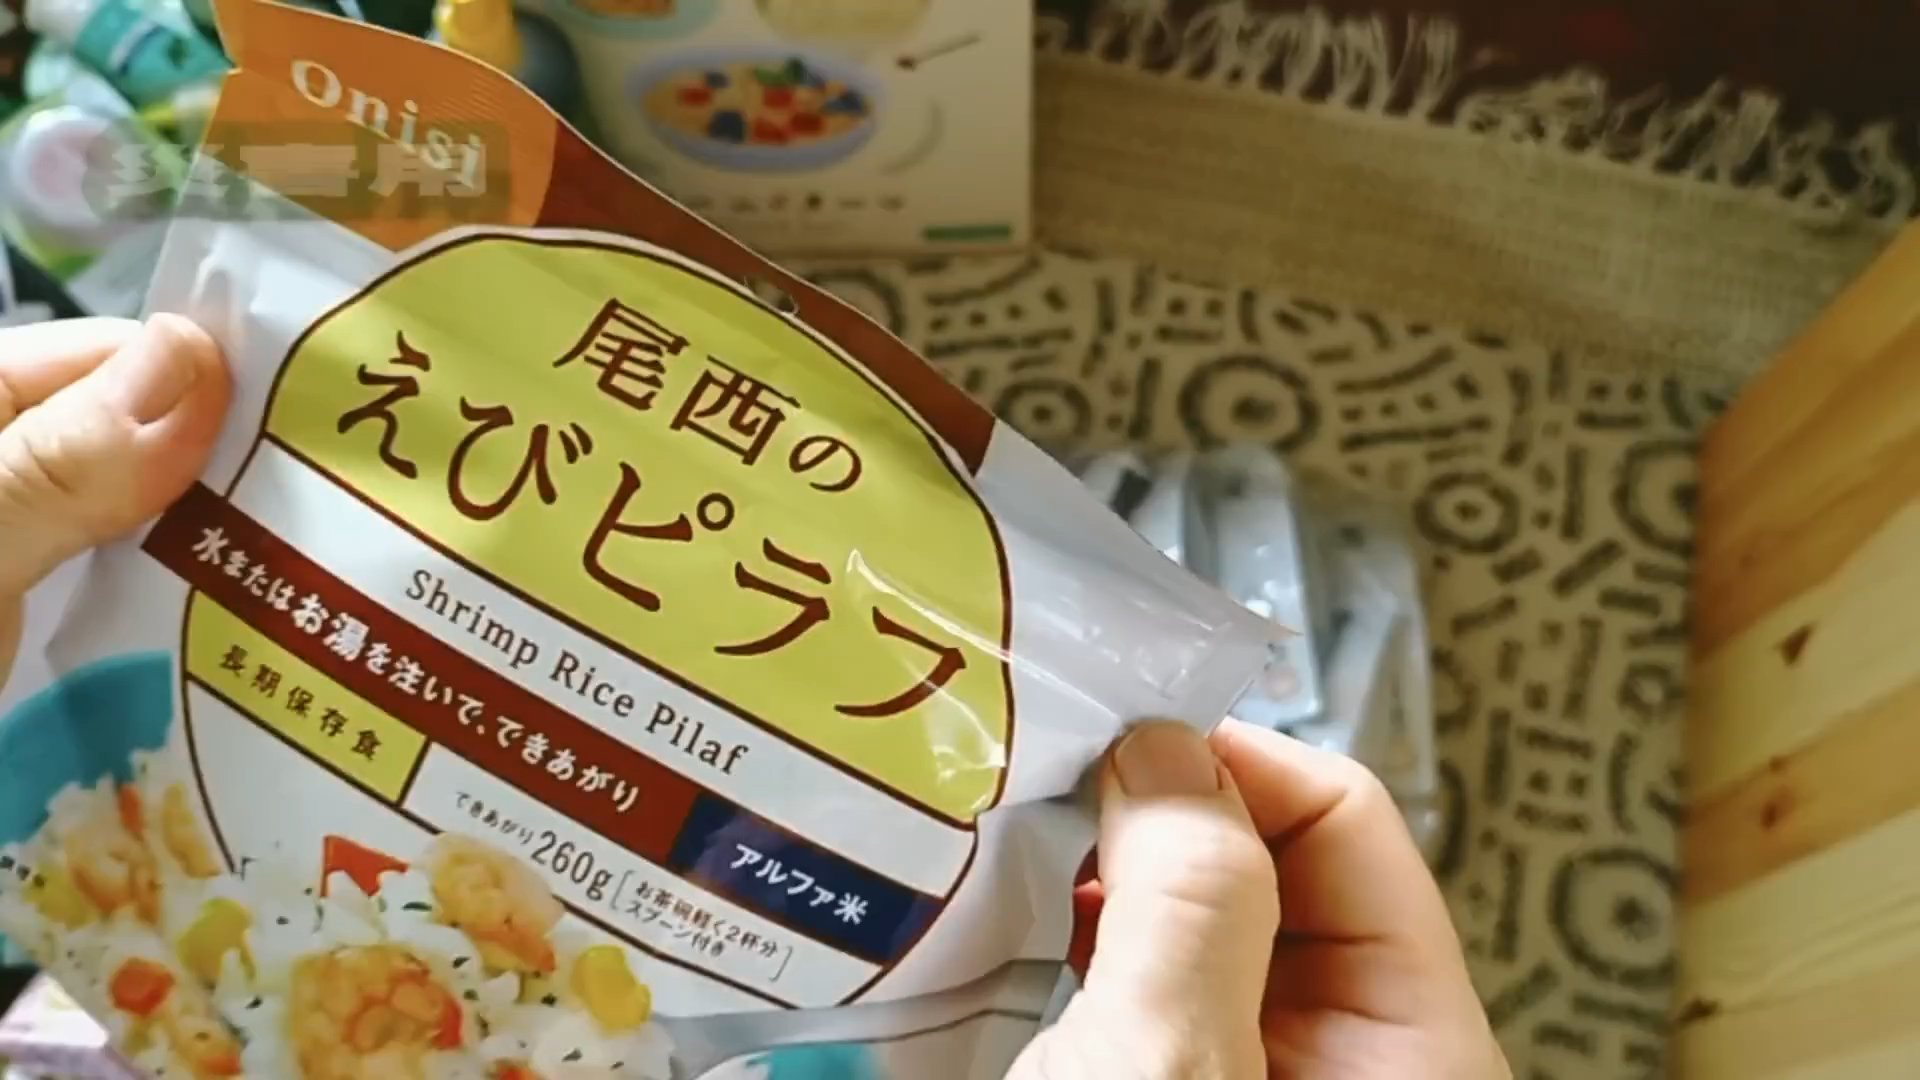 Onisi
災害用
尾西の
えびピラフ
Shrimp Rice Pilaf
水またはお湯を注いで、できあがり
長期保存食
アルファ米
できあがり260g
お茶碗軽く2杯分
スプーン付き